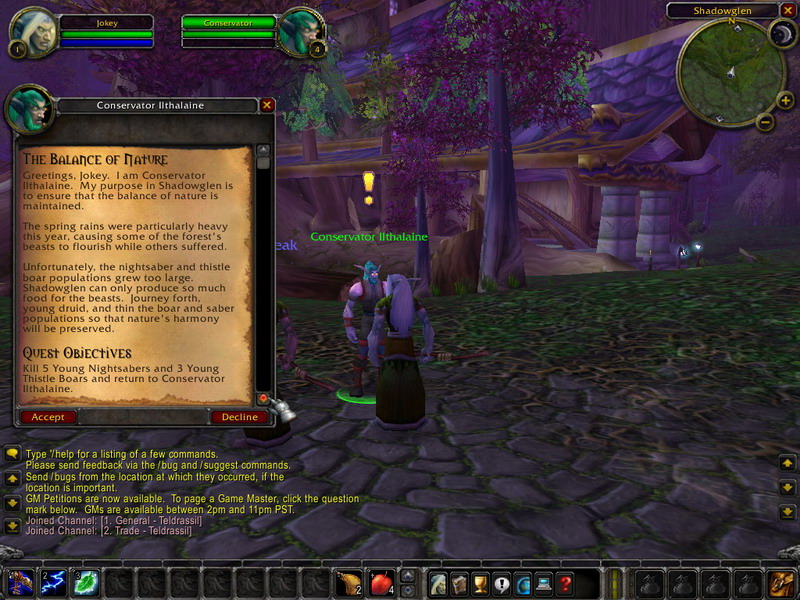 Jokey
Conservator
1
4
Shadowglen
N
Conservator Ilthalaine
The Balance of Nature
Greetings, Jokey. I am Conservator
Ilthalaine. My purpose in Shadowglen is
to ensure that the balance of nature is
maintained.
The spring rains were particularly heavy
this year, causing some of the forest's
beasts to flourish while others suffered.
Unfortunately, the nightsaber and thistle
boar populations grew too large.
Shadowglen can only produce so much
food for the beasts. Journey forth,
young druid, and thin the boar and saber
populations so that nature's harmony
will be preserved.
Quest Objectives
Kill 5 Young Nightsabers and 3 Young
Thistle Boars and return to Conservator
Ilthalaine.
Accept
Decline
eak
Conservator Ilthalaine
Type '/help for a listing of a few commands.
Please send feedback via the /bug and /suggest commands.
Send /bugs from the location at which they occurred, if the
location is important.
GM Petitions are now available. To page a Game Master, click the question
mark below. GMs are available between 2pm and 11pm PST.
Joined Channel: [1. General - Teldrassil]
Joined Channel: [2. Trade - Teldrassil]
2
3
2
4